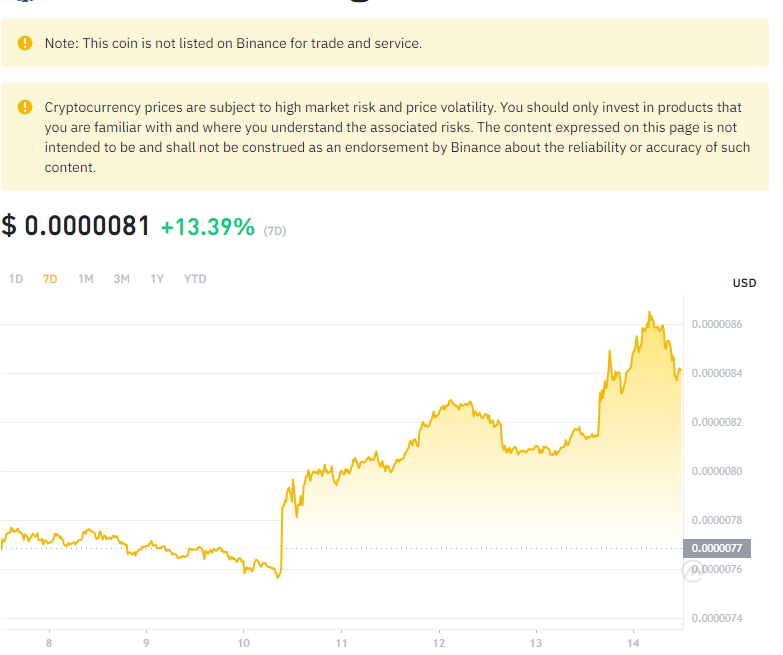 Note: This coin is not listed on Binance for trade and service.
Cryptocurrency prices are subject to high market risk and price volatility. You should only invest in products that
you are familiar with and where you understand the associated risks. The content expressed on this page is not
intended to be and shall not be construed as an endorsement by Binance about the reliability or accuracy of such
content.
$ 0.0000081 +13.39% (7D)
1D 7D 1M 3M 1Y YTD
USD
0.0000086
0.0000084
0.0000082
0.0000080
0.0000078
0.0000077
0.0000076
0.0000074
8 9 10 11 12 13 14